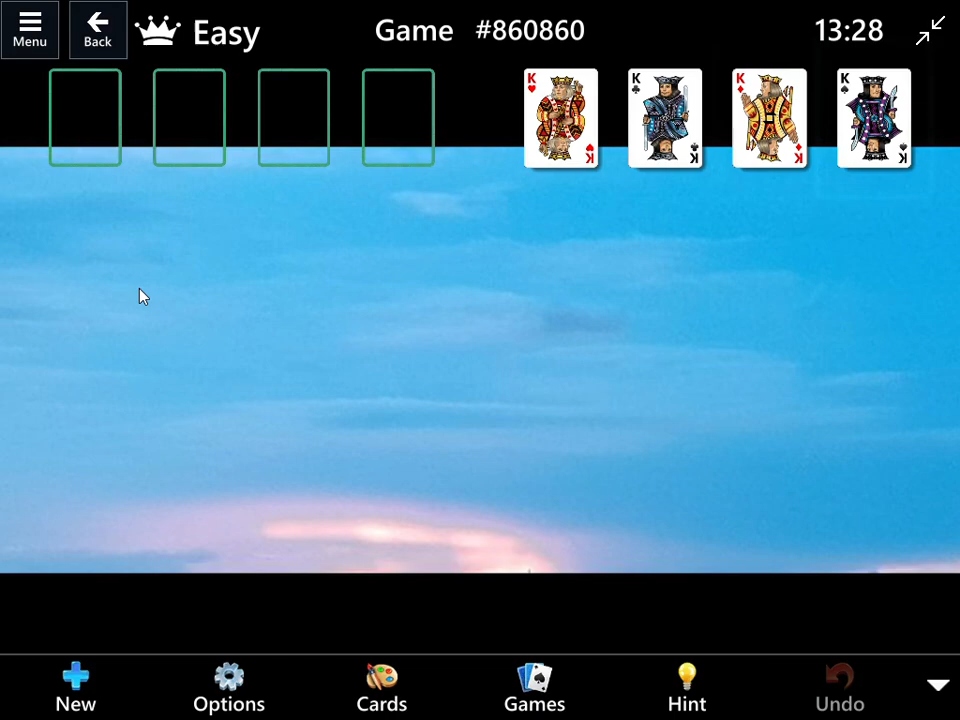 Menu
Back
Easy
Game #860860
13:28
K
K
K
K
K
K
K
K
New
Options
Cards
Games
Hint
Undo